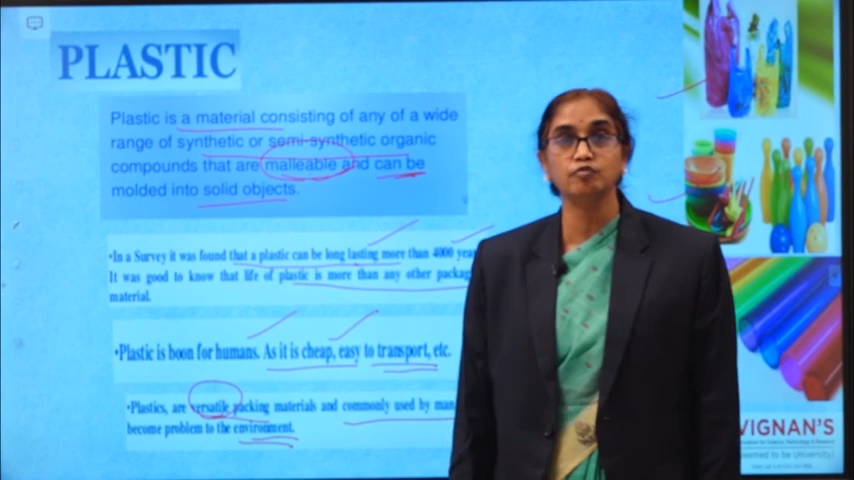 PLASTIC
Plastic is a material consisting of any of a wide
range of synthetic or semi-synthetic organic
compounds that are malleable and can be
molded into solid objects.
•In a Survey it was found that a plastic can be long lasting more than 4000
It was good to know that life of plastic is more than any other
material.
•Plastic is boon for humans. As it is cheap, easy to transport, etc.
•Plastics, are versatile packing materials and commonly used by
become problem to the environment.
VIGNAN'S
(Deemed to be University)